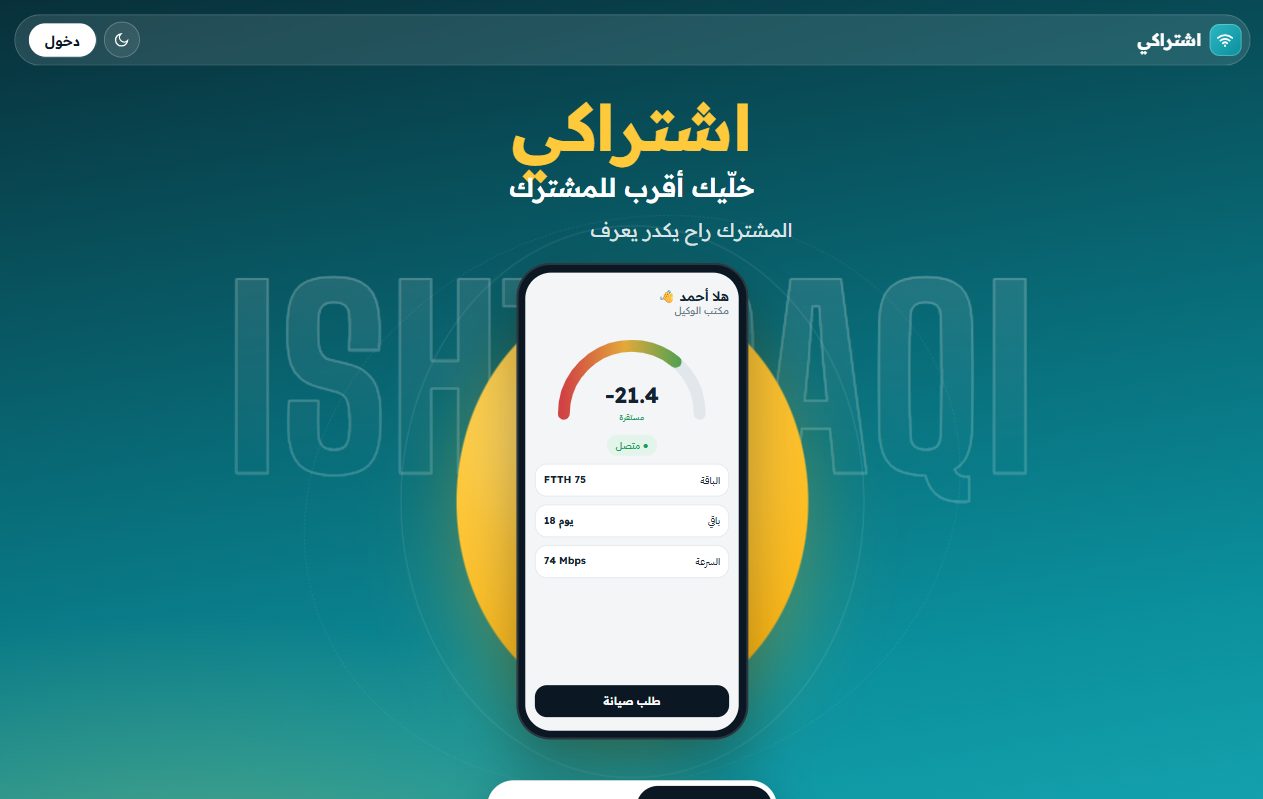 اشتراكي
دخول
اشتراكي
خلّيك أقرب للمشترك
المشترك راح يكدر يعرف
هلا أحمد 👋
مكتب الوكيل
-21.4
مستقرة
متصل
الباقة FTTH 75
باقي 18 يوم
السرعة 74 Mbps
طلب صيانة